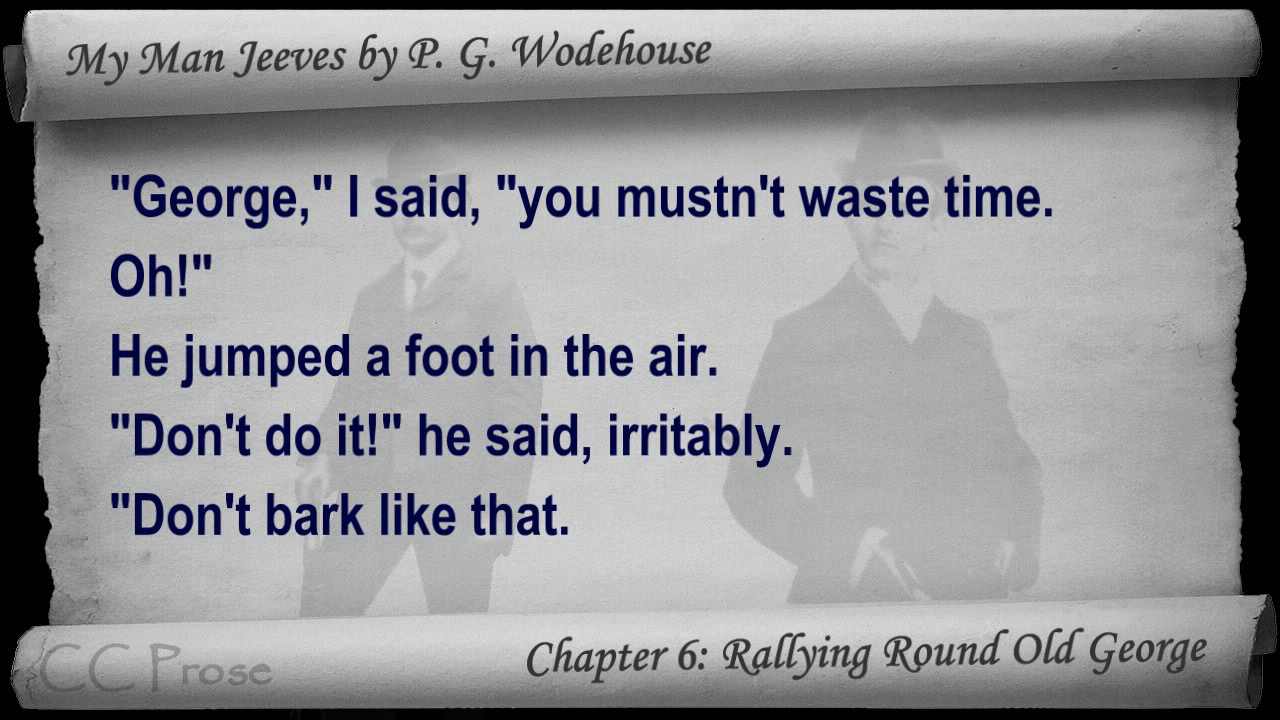 My Man Jeeves by P. G. Wodehouse
"George," I said, "you mustn't waste time.
Oh!"
He jumped a foot in the air.
"Don't do it!" he said, irritably.
"Don't bark like that.
CC Prose
Chapter 6: Rallying Round Old George